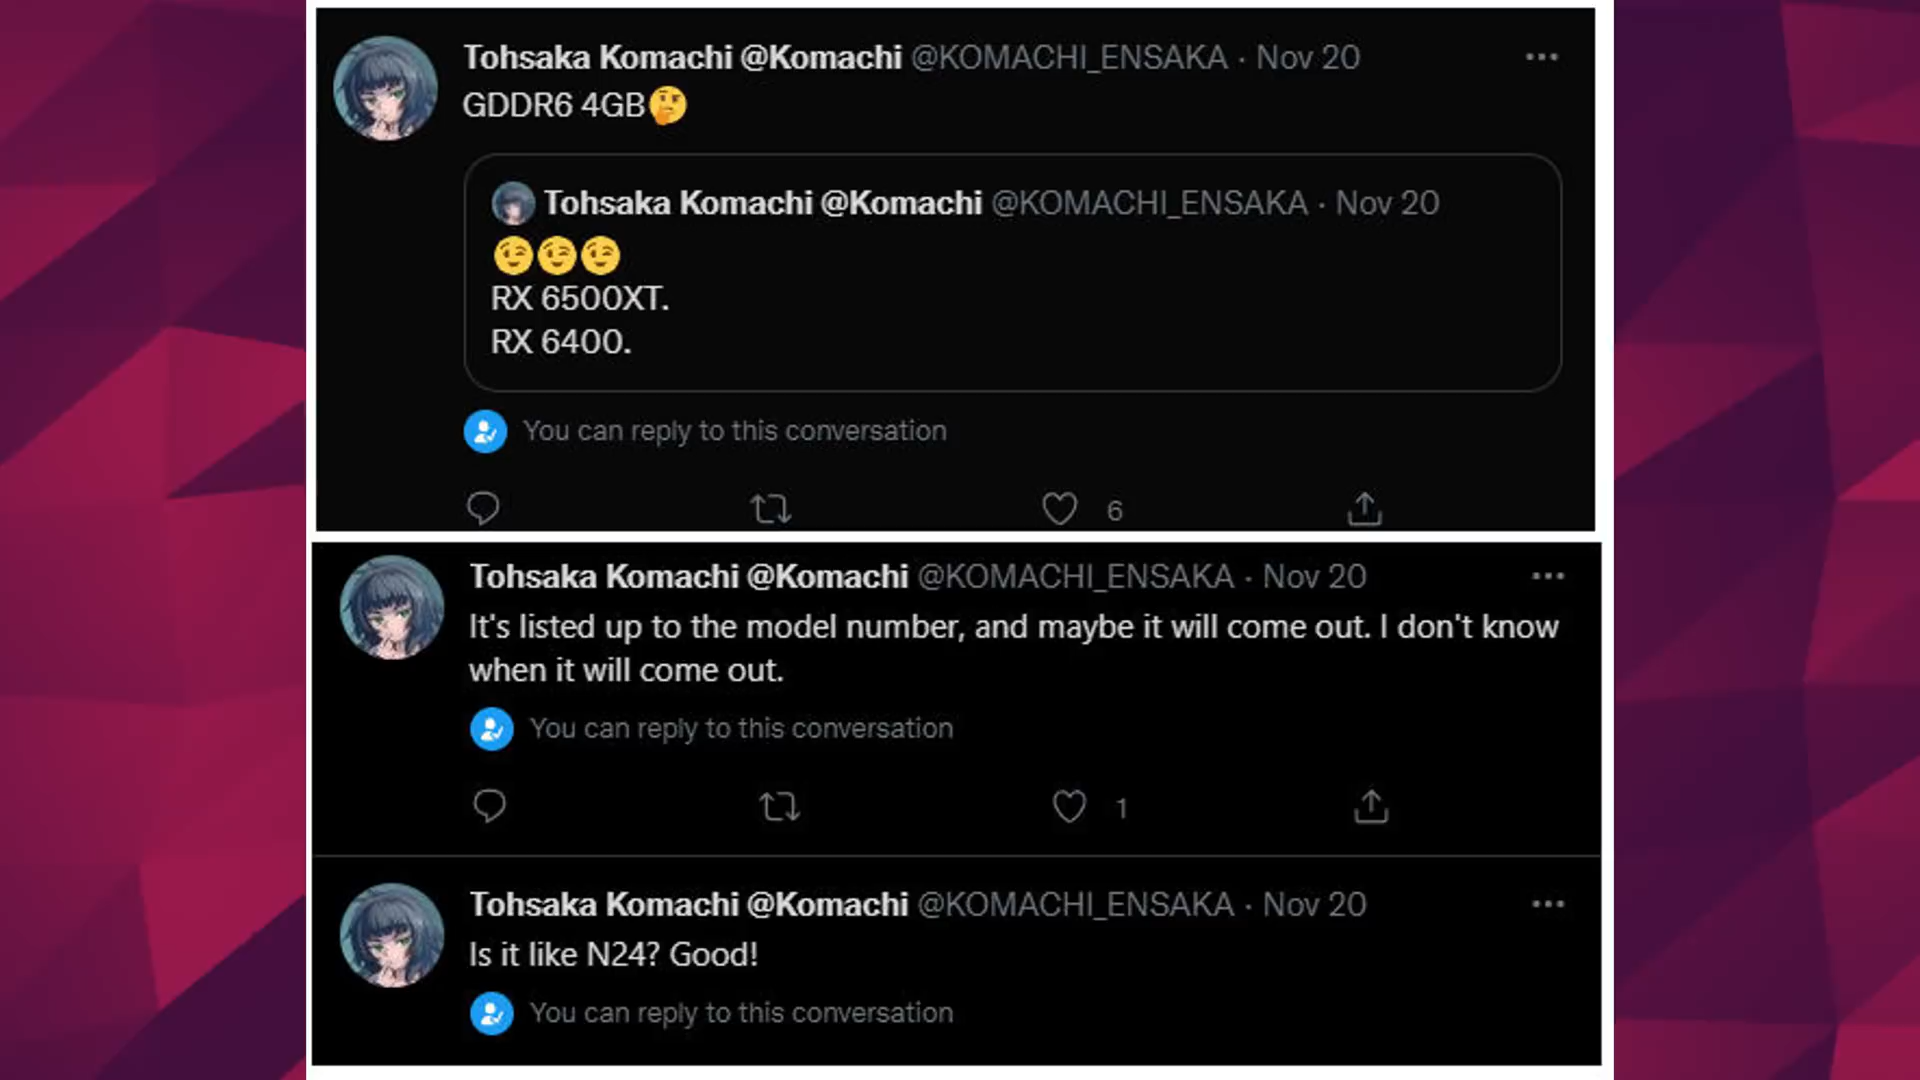 Tohsaka Komachi @Komachi @KOMACHI_ENSAKA · Nov 20
GDDR6 4GB🤔
Tohsaka Komachi @Komachi @KOMACHI_ENSAKA · Nov 20
😉😉😉
RX 6500XT.
RX 6400.
You can reply to this conversation
6
Tohsaka Komachi @Komachi @KOMACHI_ENSAKA · Nov 20
It's listed up to the model number, and maybe it will come out. I don't know
when it will come out.
You can reply to this conversation
1
Tohsaka Komachi @Komachi @KOMACHI_ENSAKA · Nov 20
Is it like N24? Good!
You can reply to this conversation